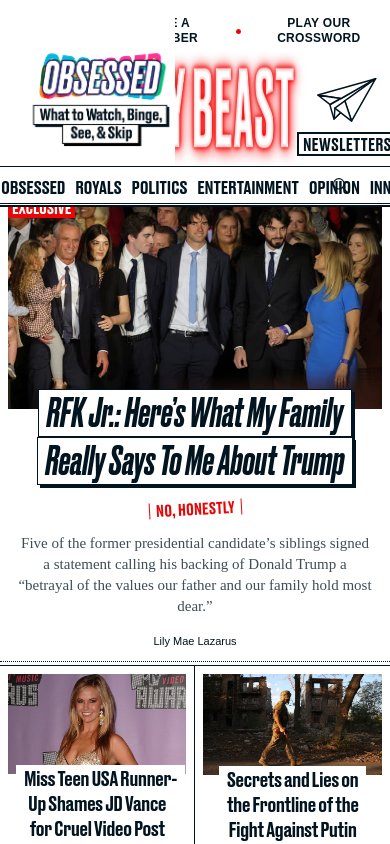 E A
BER
PLAY OUR
CROSSWORD
OBSESSED
What to Watch, Binge,
See, & Skip
Y BEAST
NEWSLETTERS
OBSESSED ROYALS POLITICS ENTERTAINMENT OPINION INN
EXCLUSIVE
RFK Jr.: Here’s What My Family
Really Says To Me About Trump
NO, HONESTLY
Five of the former presidential candidate’s siblings signed
a statement calling his backing of Donald Trump a
“betrayal of the values our father and our family hold most
dear.”
Lily Mae Lazarus
MUSIC
RDS
VIDEO
AWAR
Miss Teen USA Runner-
Up Shames JD Vance
for Cruel Video Post
Secrets and Lies on
the Frontline of the
Fight Against Putin